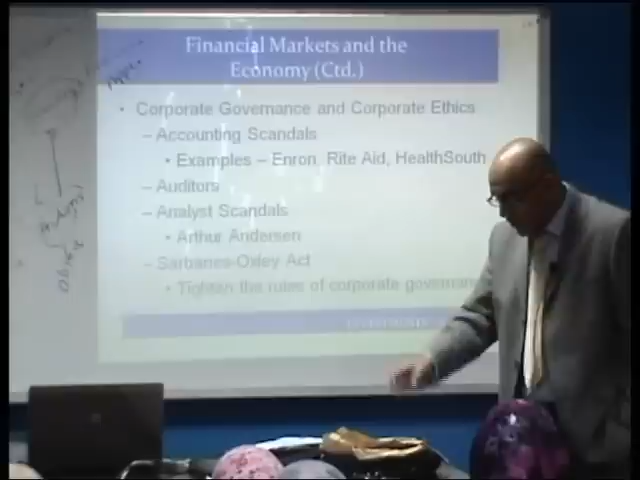 Financial Markets and the
Economy (Ctd.)
• Corporate Governance and Corporate Ethics
– Accounting Scandals
• Examples – Enron, Rite Aid, HealthSouth
– Auditors
– Analyst Scandals
• Arthur Andersen
– Sarbanes-Oxley Act
• Tighten the rules of corporate governan